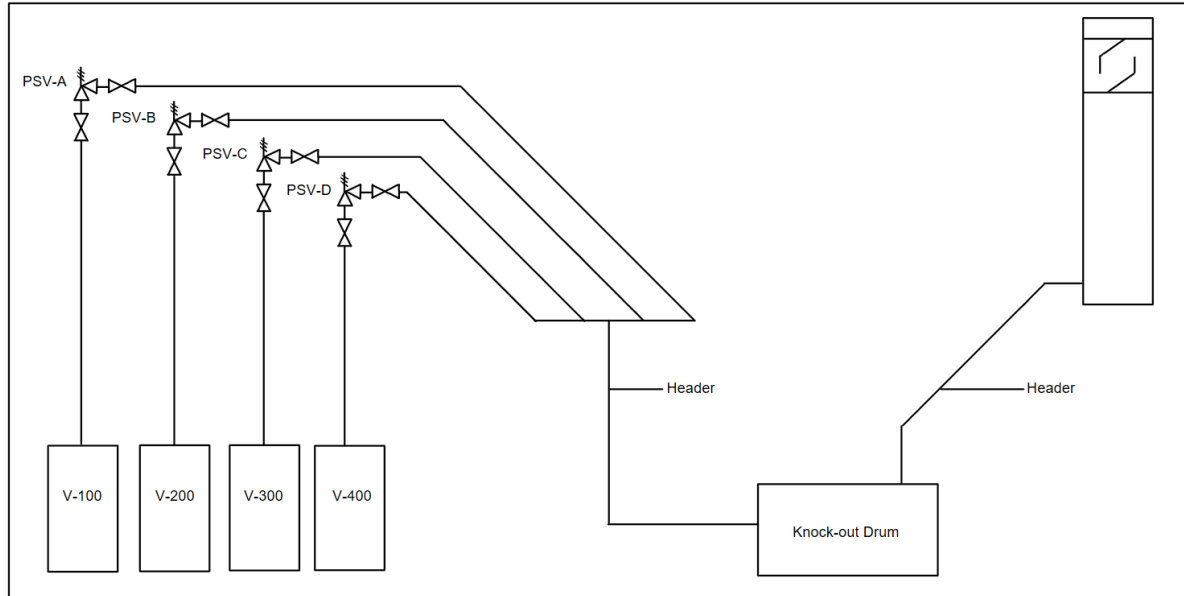 PSV-A
PSV-B
PSV-C
PSV-D
Header
Header
V-100
V-200
V-300
V-400
Knock-out Drum